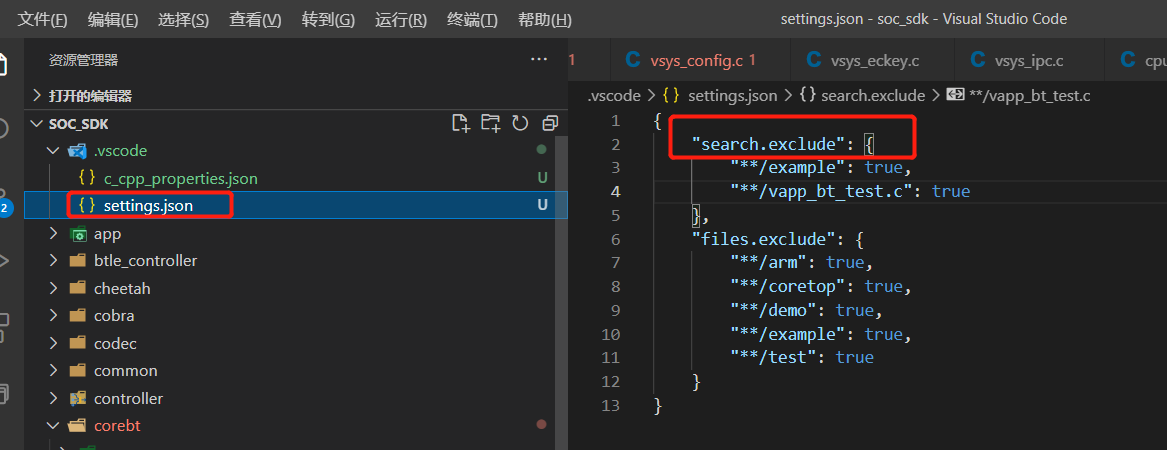 文件(F) 编辑(E) 选择(S) 查看(V) 转到(G) 运行(R) 终端(T) 帮助(H) settings.json - soc_sdk - Visual Studio Code
资源管理器 ...
打开的编辑器
SOC_SDK
.vscode
{} c_cpp_properties.json U
{} settings.json U
app
btle_controller
cheetah
cobra
codec
common
controller
corebt
2
1 C vsys_config.c 1 C vsys_eckey.c C vsys_ipc.c C cpu
.vscode > {} settings.json > {} search.exclude > **/vapp_bt_test.c
1 {
2 "search.exclude": {
3 "**/example": true,
4 "**/vapp_bt_test.c": true
5 },
6 "files.exclude": {
7 "**/arm": true,
8 "**/coretop": true,
9 "**/demo": true,
10 "**/example": true,
11 "**/test": true
12 }
13 }